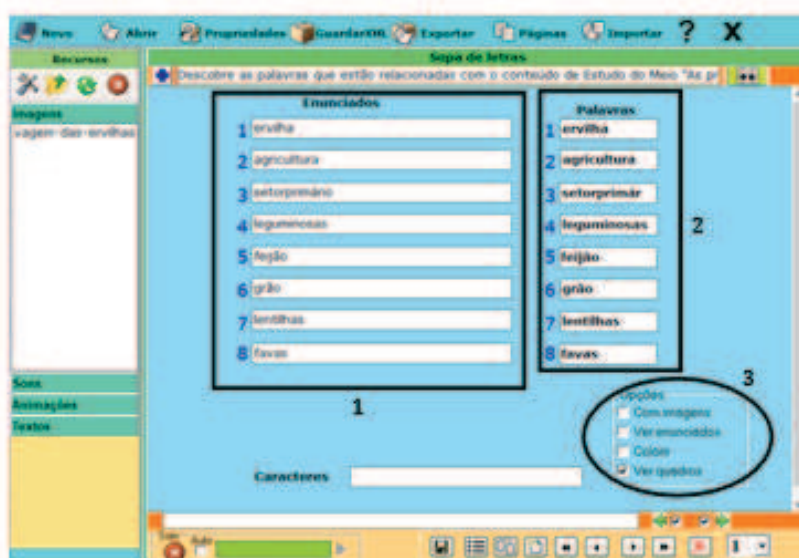 Novo Abrir Propriedades GuardarXML Exportar Páginas Importar ? X
Recursos
Sopa de letras
Descobre as palavras que estão relacionadas com o conteúdo de Estudo do Meio "As pr
Imagens
vagem-das-ervilhas
Enunciados
Palavras
1 ervilha
1 ervilha
2 agricultura
2 agricultura
3 setorprimário
3 setorprimár
4 leguminosas
4 leguminosas
2
5 feijão
5 feijão
6 grão
6 grão
7 lentilhas
7 lentilhas
8 favas
8 favas
Sons
Animações
Textos
1
3
Opções
Com imagens
Ver enunciados
Colorir
Ver quadros
Caracteres
Auto
1